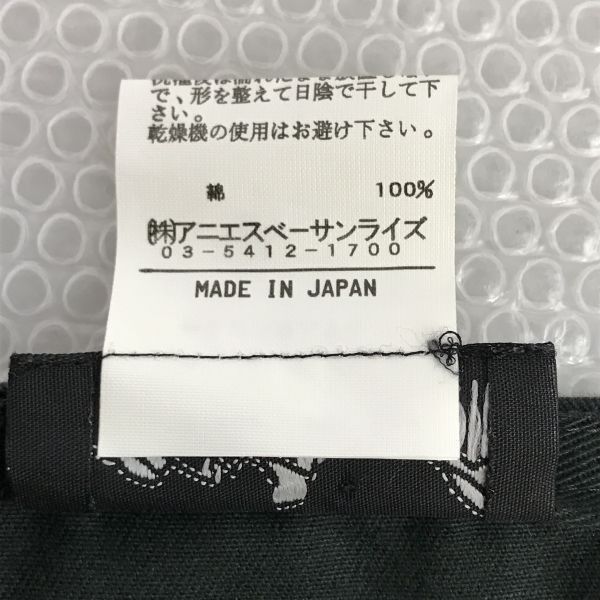 で、形を整えて日陰で干して下
さい。
乾燥機の使用はお避け下さい。
綿 100%
㈱アニエスベーサンライズ
03-5412-1700
MADE IN JAPAN